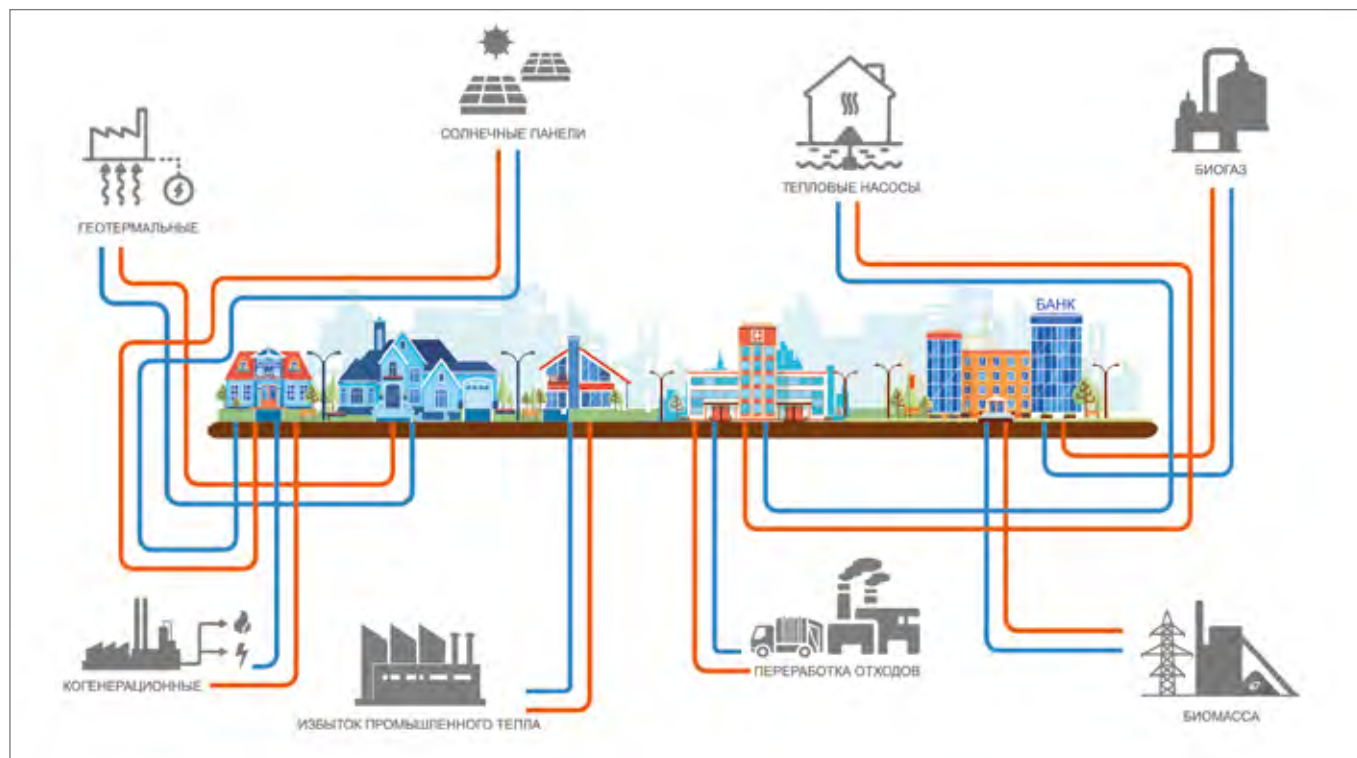 СОЛНЕЧНЫЕ ПАНЕЛИ
ТЕПЛОВЫЕ НАСОСЫ
БИОГАЗ
ГЕОТЕРМАЛЬНЫЕ
БАНК
КОГЕНЕРАЦИОННЫЕ
ИЗБЫТОК ПРОМЫШЛЕННОГО ТЕПЛА
ПЕРЕРАБОТКА ОТХОДОВ
БИОМАССА